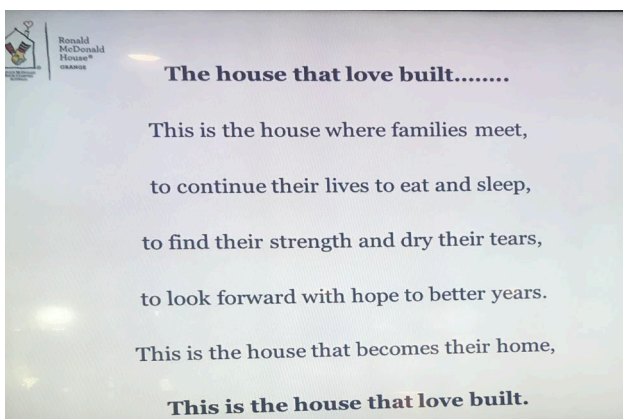 Ronald
McDonald
House®
ORANGE
The house that love built........
This is the house where families meet,
to continue their lives to eat and sleep,
to find their strength and dry their tears,
to look forward with hope to better years.
This is the house that becomes their home,
This is the house that love built.